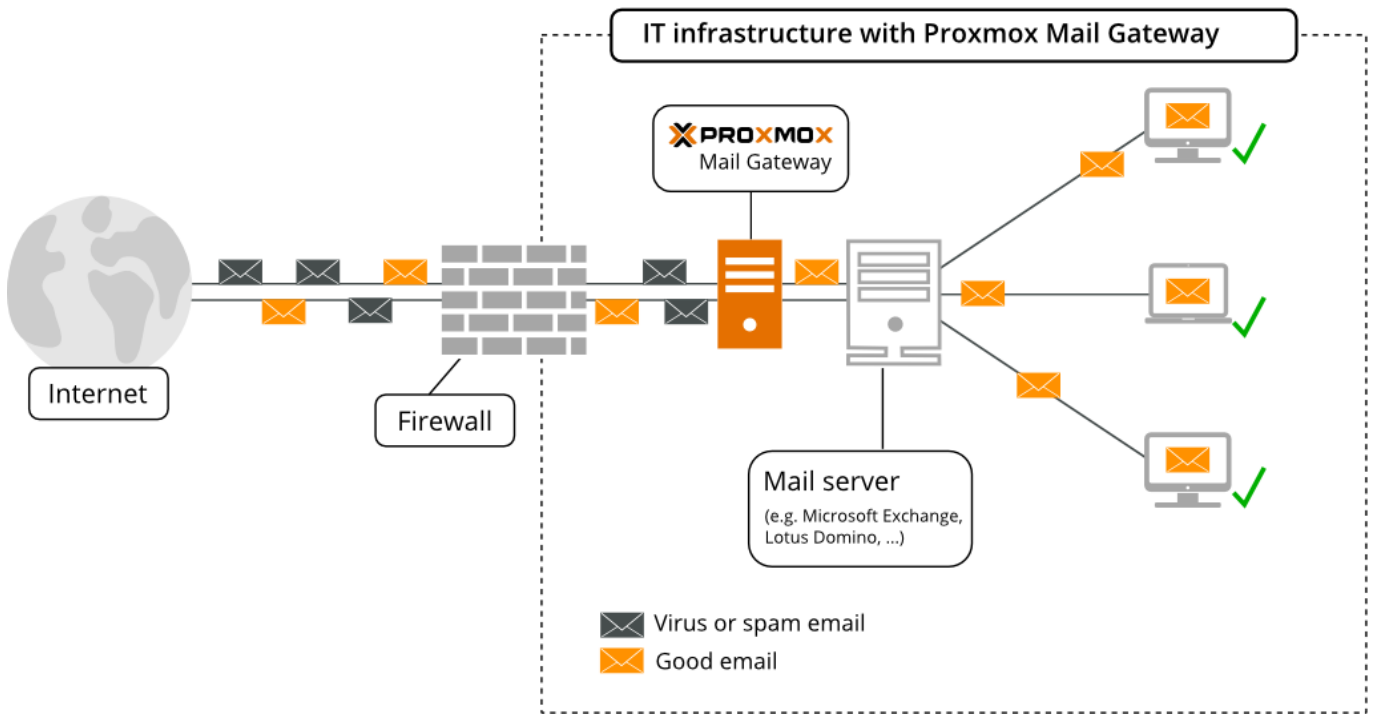 IT infrastructure with Proxmox Mail Gateway
PROXMOX
Mail Gateway
Internet
Firewall
Mail server
(e.g. Microsoft Exchange,
Lotus Domino, ...)
Virus or spam email
Good email